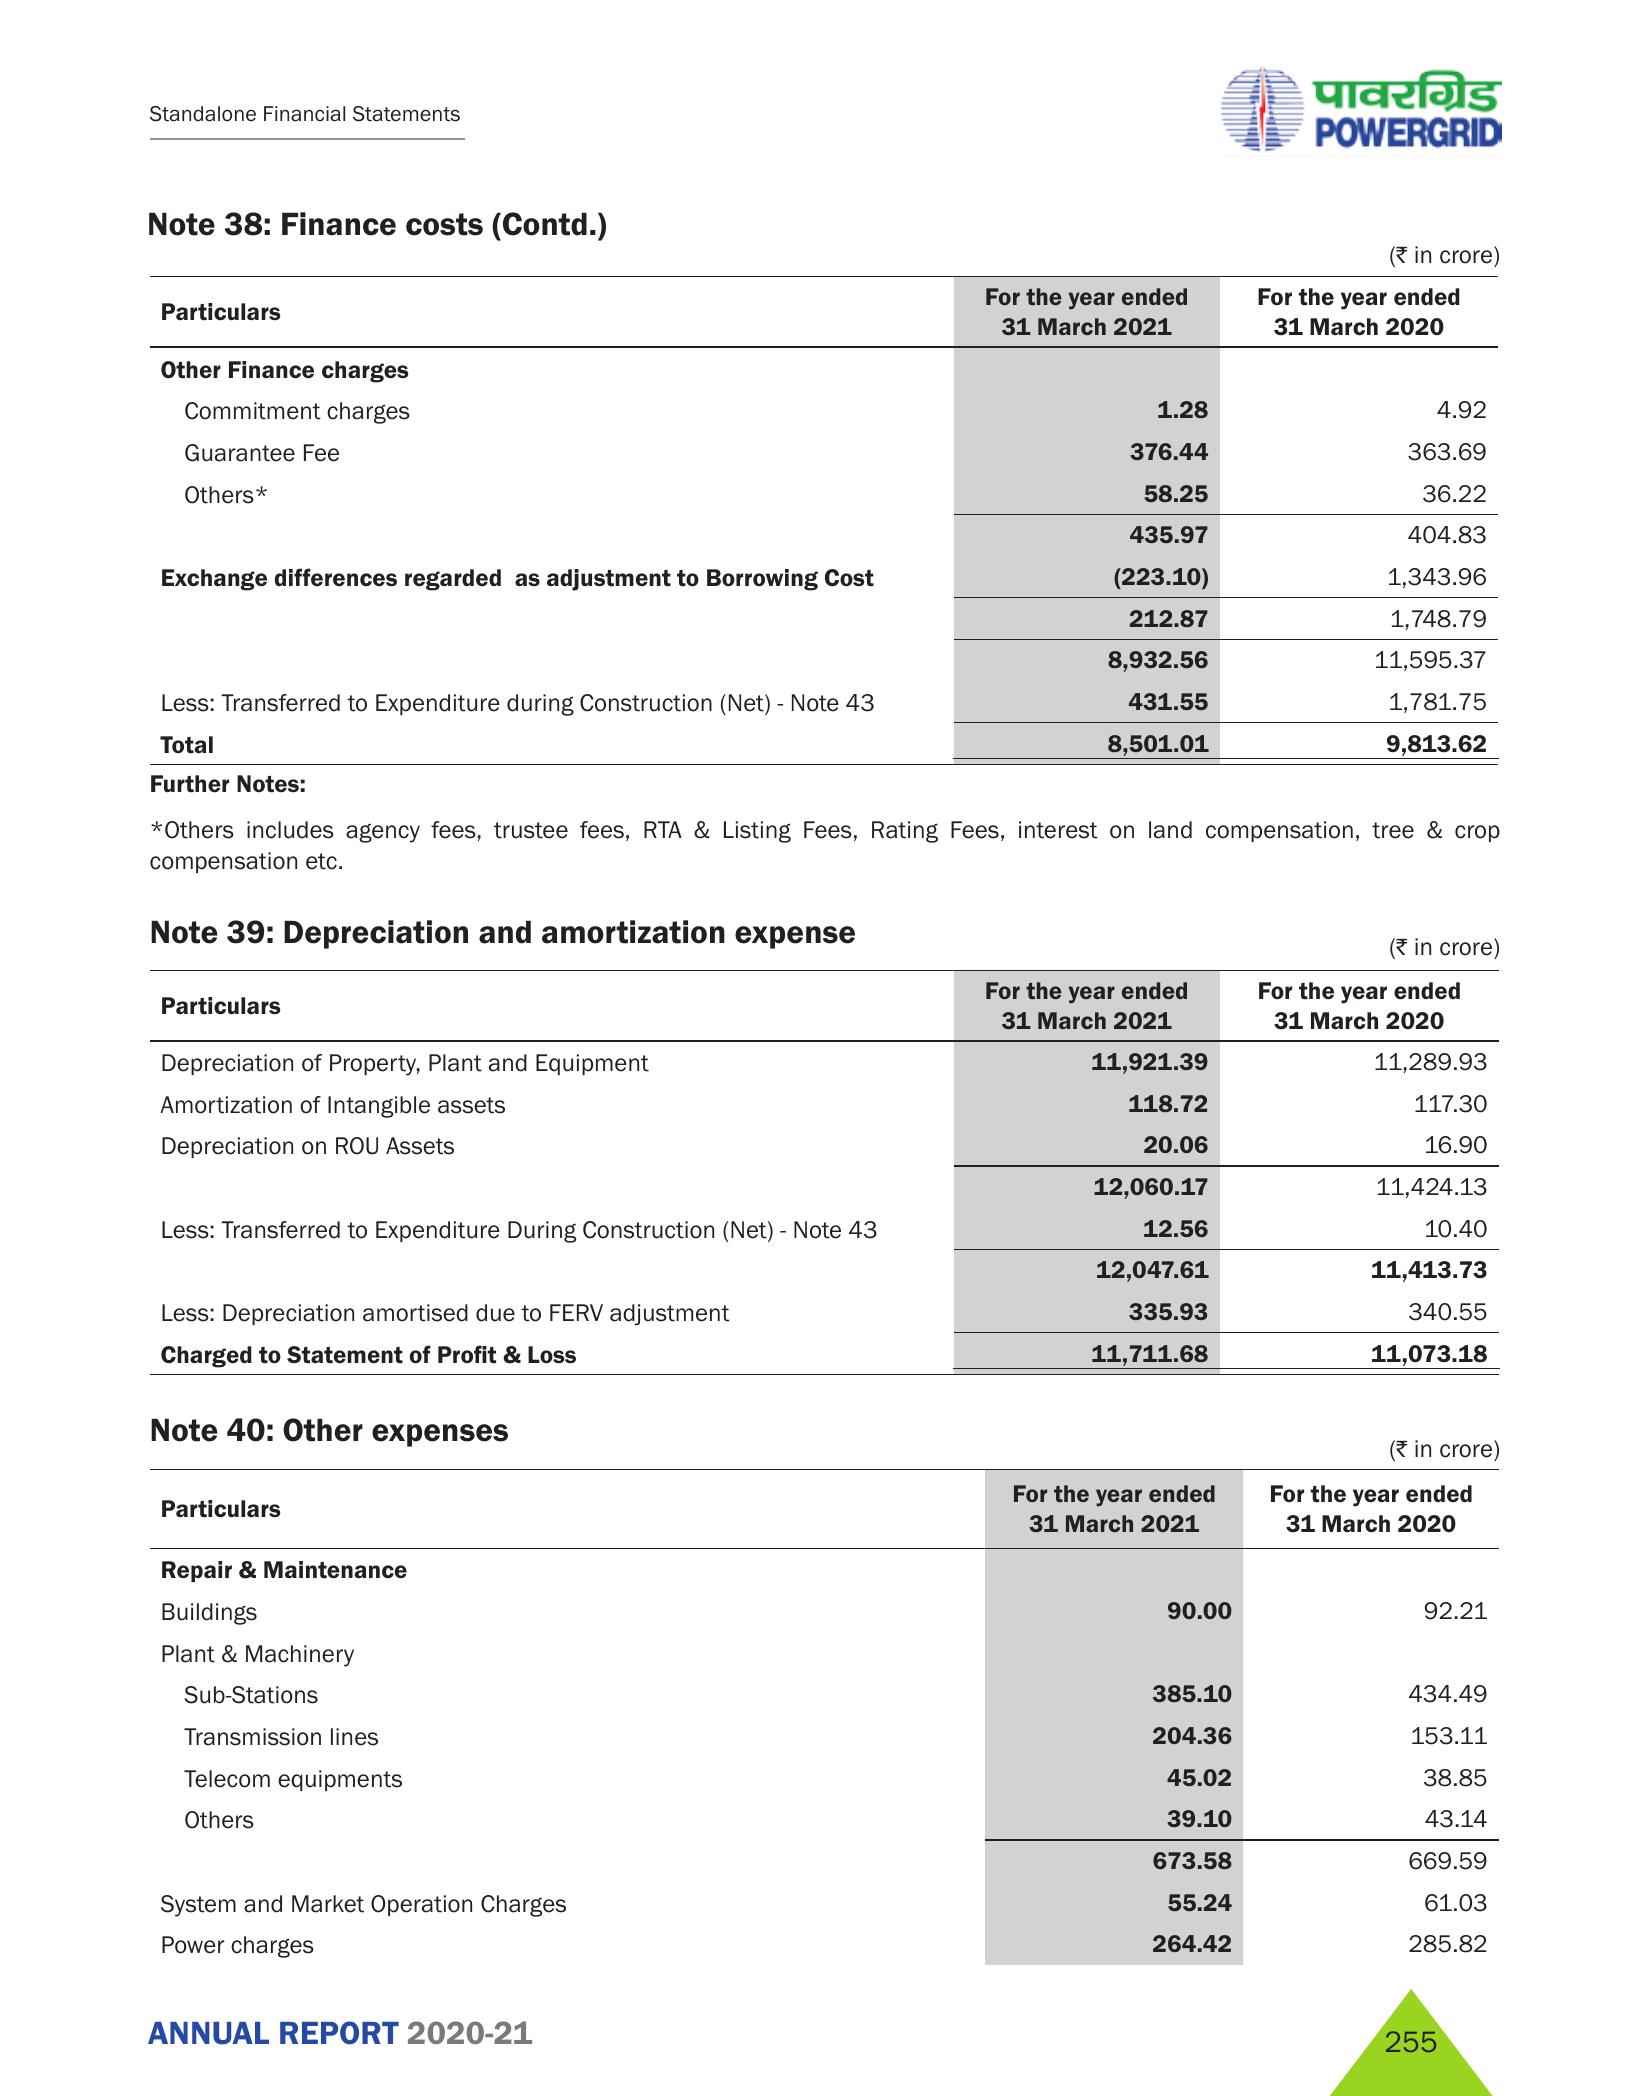 Standalone Financial Statements
पावरग्रिड
POWERGRID
Note 38: Finance costs (Contd.)
(₹ in crore)
Particulars For the year ended 31 March 2021 For the year ended 31 March 2020
Other Finance charges
Commitment charges 1.28 4.92
Guarantee Fee 376.44 363.69
Others* 58.25 36.22
435.97 404.83
Exchange differences regarded as adjustment to Borrowing Cost (223.10) 1,343.96
212.87 1,748.79
8,932.56 11,595.37
Less: Transferred to Expenditure during Construction (Net) - Note 43 431.55 1,781.75
Total 8,501.01 9,813.62
Further Notes:
*Others includes agency fees, trustee fees, RTA & Listing Fees, Rating Fees, interest on land compensation, tree & crop
compensation etc.
Note 39: Depreciation and amortization expense
(₹ in crore)
Particulars For the year ended 31 March 2021 For the year ended 31 March 2020
Depreciation of Property, Plant and Equipment 11,921.39 11,289.93
Amortization of Intangible assets 118.72 117.30
Depreciation on ROU Assets 20.06 16.90
12,060.17 11,424.13
Less: Transferred to Expenditure During Construction (Net) - Note 43 12.56 10.40
12,047.61 11,413.73
Less: Depreciation amortised due to FERV adjustment 335.93 340.55
Charged to Statement of Profit & Loss 11,711.68 11,073.18
Note 40: Other expenses
(₹ in crore)
Particulars For the year ended 31 March 2021 For the year ended 31 March 2020
Repair & Maintenance
Buildings 90.00 92.21
Plant & Machinery
Sub-Stations 385.10 434.49
Transmission lines 204.36 153.11
Telecom equipments 45.02 38.85
Others 39.10 43.14
673.58 669.59
System and Market Operation Charges 55.24 61.03
Power charges 264.42 285.82
ANNUAL REPORT 2020-21
255